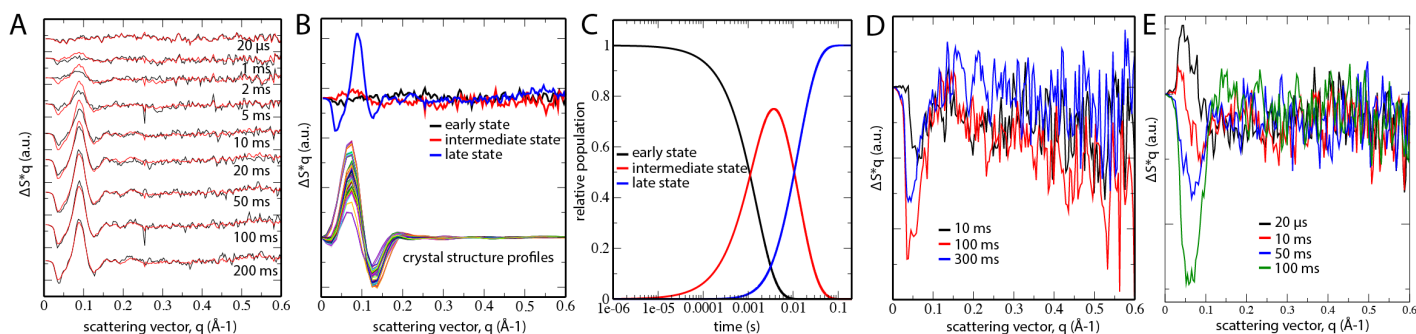 A
ΔS*q (a.u.)
20 µs
1 ms
2 ms
5 ms
10 ms
20 ms
50 ms
100 ms
200 ms
0 0.1 0.2 0.3 0.4 0.5 0.6
scattering vector, q (Å-1)
B
ΔS*q (a.u.)
early state
intermediate state
late state
crystal structure profiles
0 0.2 0.4 0.6
scattering vector, q (Å-1)
C
relative population
1
0.8
0.6
0.4
0.2
0
early state
intermediate state
late state
1e-06 1e-05 0.0001 0.001 0.01 0.1
time (s)
D
ΔS*q (a.u.)
10 ms
100 ms
300 ms
0 0.1 0.2 0.3 0.4 0.5 0.6
scattering vector, q (Å-1)
E
ΔS*q (a.u.)
20 µs
10 ms
50 ms
100 ms
0 0.1 0.2 0.3 0.4 0.5 0.6
scattering vector, q (Å-1)